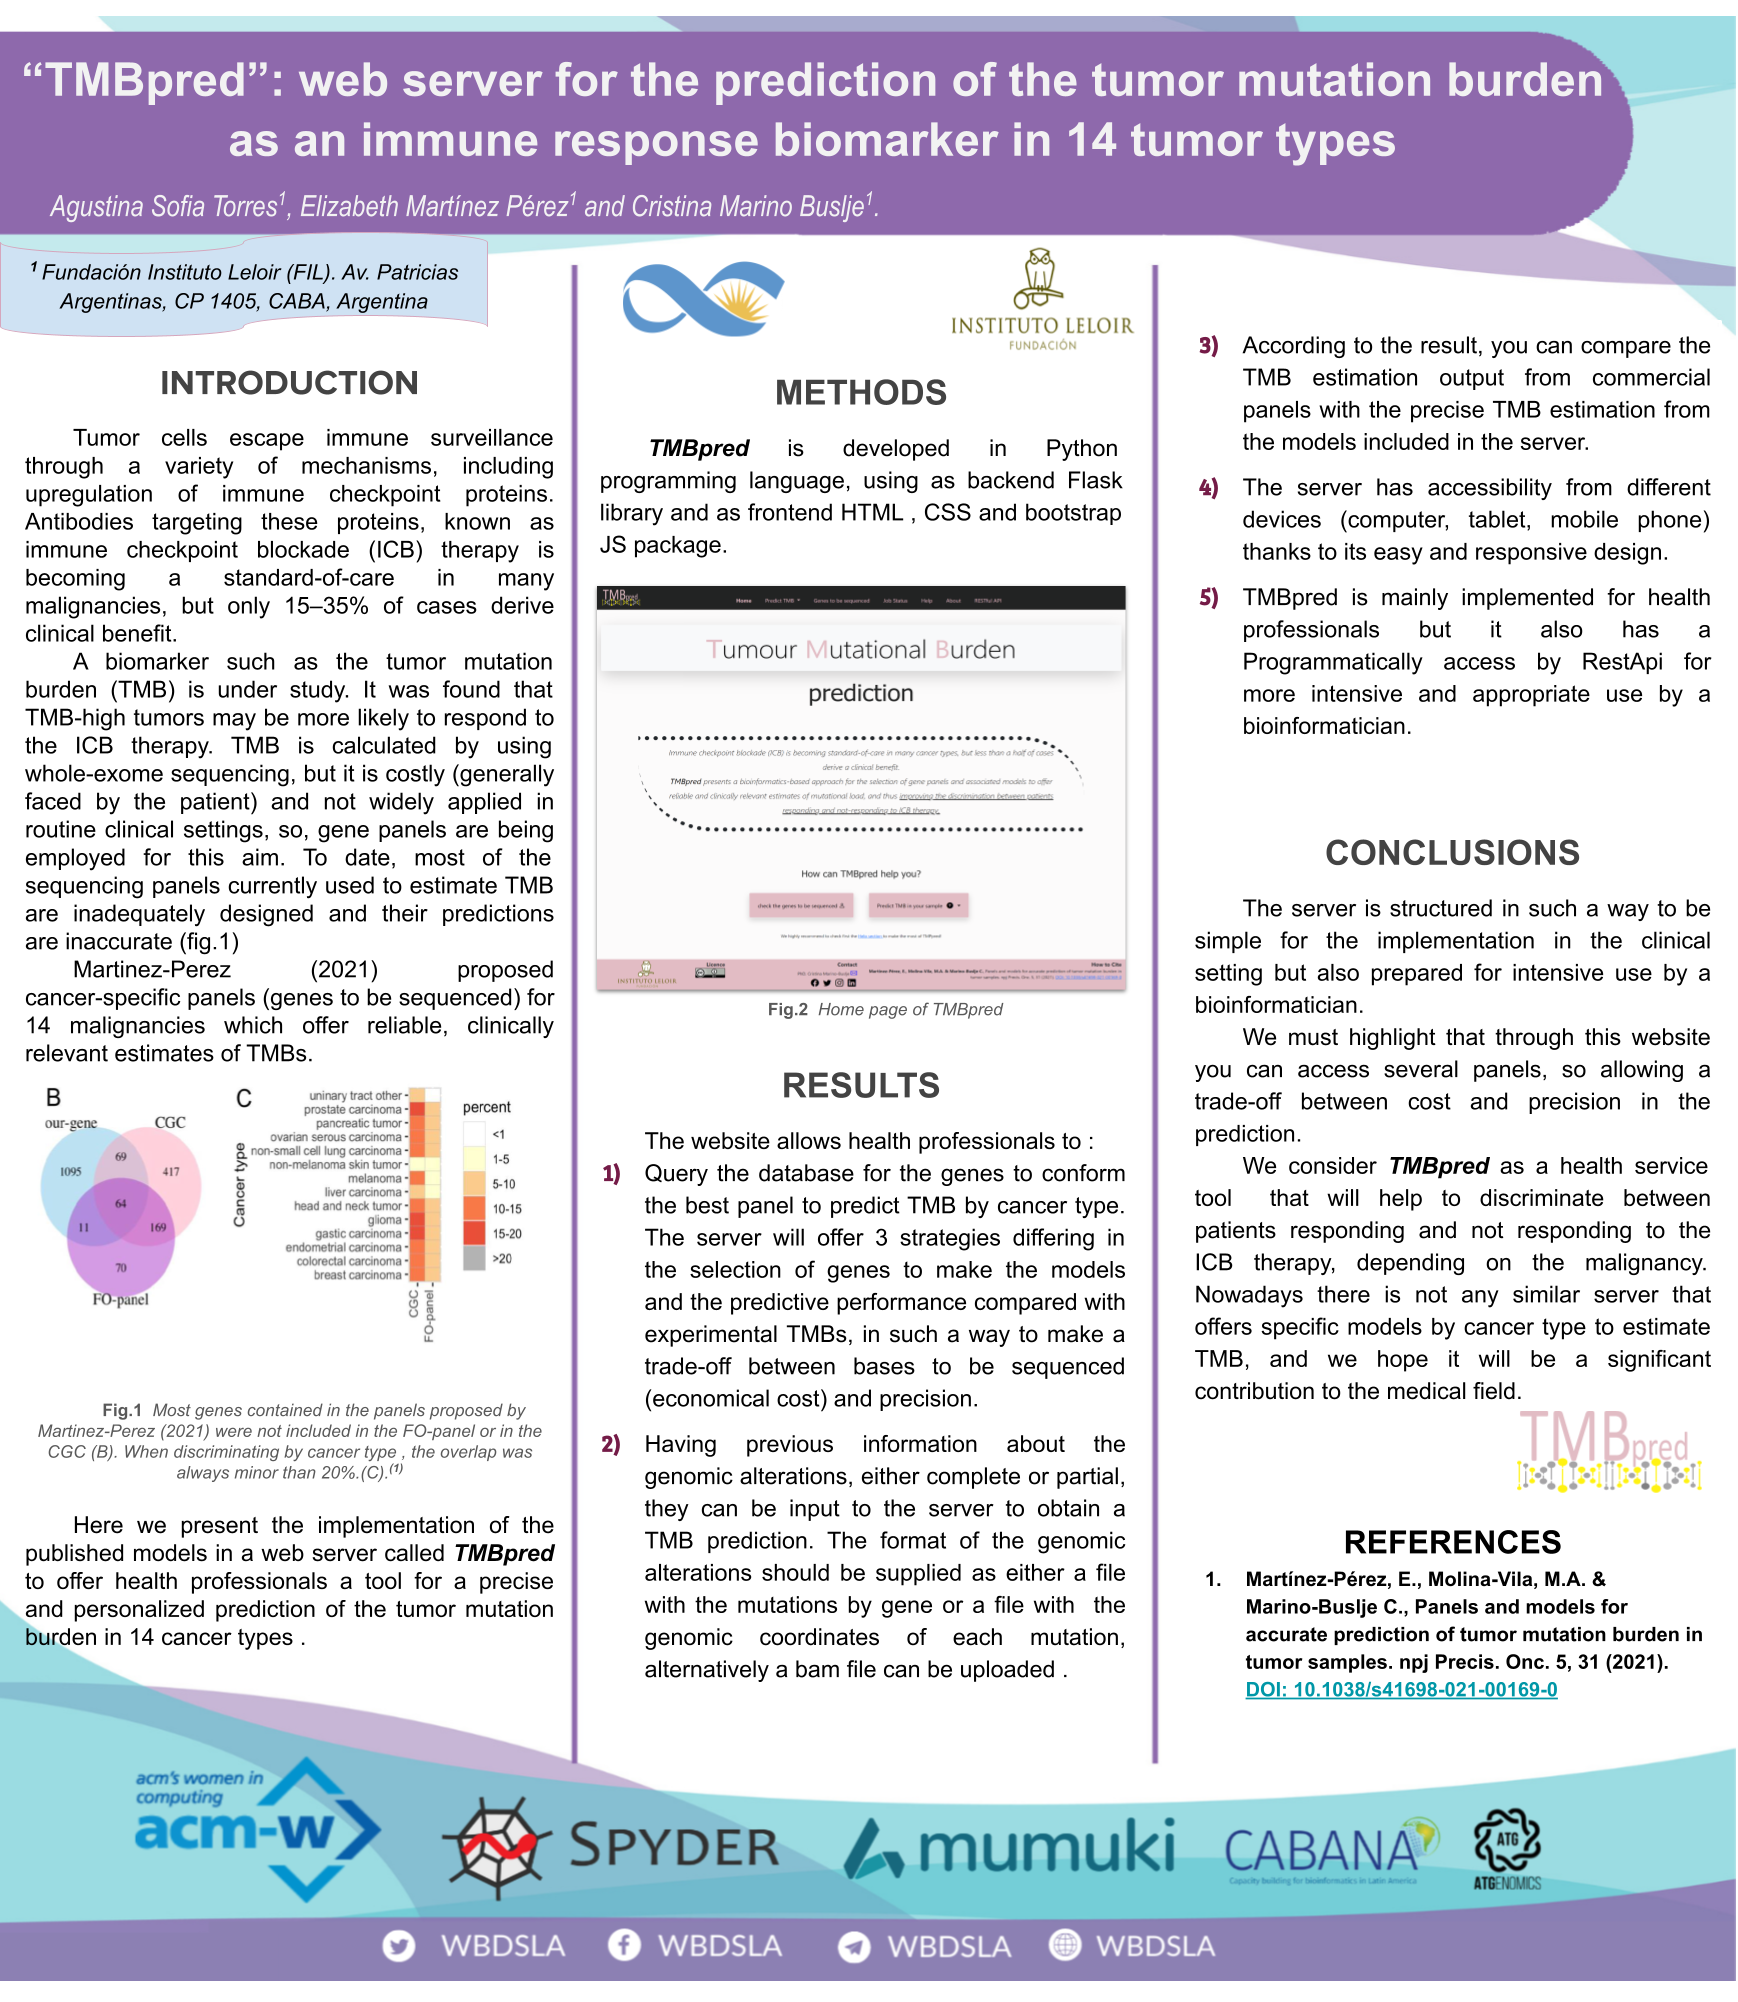 “TMBpred”: web server for the prediction of the tumor mutation burden
as an immune response biomarker in 14 tumor types
Agustina Sofia Torres1, Elizabeth Martínez Pérez1 and Cristina Marino Buslje1.
1 Fundación Instituto Leloir (FIL). Av. Patricias
Argentinas, CP 1405, CABA, Argentina
INTRODUCTION
Tumor cells escape immune surveillance
through a variety of mechanisms, including
upregulation of immune checkpoint proteins.
Antibodies targeting these proteins, known as
immune checkpoint blockade (ICB) therapy is
becoming a standard-of-care in many
malignancies, but only 15–35% of cases derive
clinical benefit.
A biomarker such as the tumor mutation
burden (TMB) is under study. It was found that
TMB-high tumors may be more likely to respond to
the ICB therapy. TMB is calculated by using
whole-exome sequencing, but it is costly (generally
faced by the patient) and not widely applied in
routine clinical settings, so, gene panels are being
employed for this aim. To date, most of the
sequencing panels currently used to estimate TMB
are inadequately designed and their predictions
are inaccurate (fig.1)
Martinez-Perez (2021) proposed
cancer-specific panels (genes to be sequenced) for
14 malignancies which offer reliable, clinically
relevant estimates of TMBs.
B
our-gene
CGC
1095
69
417
64
11
169
70
FO-panel
C
Cancer type
uninary tract other
prostate carcinoma
pancreatic tumor
ovarian serous carcinoma
non-small cell lung carcinoma
non-melanoma skin tumor
melanoma
liver carcinoma
head and neck tumor
glioma
gastic carcinoma
endometrial carcinoma
colorectal carcinoma
breast carcinoma
CGC
FO-panel
percent
<1
1-5
5-10
10-15
15-20
>20
Fig.1 Most genes contained in the panels proposed by
Martinez-Perez (2021) were not included in the FO-panel or in the
CGC (B). When discriminating by cancer type , the overlap was
always minor than 20%.(C).(1)
Here we present the implementation of the
published models in a web server called TMBpred
to offer health professionals a tool for a precise
and personalized prediction of the tumor mutation
burden in 14 cancer types .
INSTITUTO LELOIR
FUNDACIÓN
METHODS
TMBpred is developed in Python
programming language, using as backend Flask
library and as frontend HTML , CSS and bootstrap
JS package.
TMBpred
Home Predict TMB Genes to be sequenced Job Status Help About RESTful API
Tumour Mutational Burden
prediction
Immune checkpoint blockade (ICB) is becoming standard-of-care in many cancer types, but less than a half of cases
derive a clinical benefit.
TMBpred presents a bioinformatics-based approach for the selection of gene panels and associated models to offer
reliable and clinically relevant estimates of mutational load, and thus improving the discrimination between patients
responding and not-responding to ICB therapy.
How can TMBpred help you?
check the genes to be sequenced
Predict TMB in your sample
We highly recommend to check first the Help section to make the most of TMBpred!
INSTITUTO LELOIR
Licence
Contact
How to Cite
Fig.2 Home page of TMBpred
RESULTS
The website allows health professionals to :
1) Query the database for the genes to conform
the best panel to predict TMB by cancer type.
The server will offer 3 strategies differing in
the selection of genes to make the models
and the predictive performance compared with
experimental TMBs, in such a way to make a
trade-off between bases to be sequenced
(economical cost) and precision.
2) Having previous information about the
genomic alterations, either complete or partial,
they can be input to the server to obtain a
TMB prediction. The format of the genomic
alterations should be supplied as either a file
with the mutations by gene or a file with the
genomic coordinates of each mutation,
alternatively a bam file can be uploaded .
3) According to the result, you can compare the
TMB estimation output from commercial
panels with the precise TMB estimation from
the models included in the server.
4) The server has accessibility from different
devices (computer, tablet, mobile phone)
thanks to its easy and responsive design.
5) TMBpred is mainly implemented for health
professionals but it also has a
Programmatically access by RestApi for
more intensive and appropriate use by a
bioinformatician.
CONCLUSIONS
The server is structured in such a way to be
simple for the implementation in the clinical
setting but also prepared for intensive use by a
bioinformatician.
We must highlight that through this website
you can access several panels, so allowing a
trade-off between cost and precision in the
prediction.
We consider TMBpred as a health service
tool that will help to discriminate between
patients responding and not responding to the
ICB therapy, depending on the malignancy.
Nowadays there is not any similar server that
offers specific models by cancer type to estimate
TMB, and we hope it will be a significant
contribution to the medical field.
TMBpred
REFERENCES
1. Martínez-Pérez, E., Molina-Vila, M.A. &
Marino-Buslje C., Panels and models for
accurate prediction of tumor mutation burden in
tumor samples. npj Precis. Onc. 5, 31 (2021).
DOI: 10.1038/s41698-021-00169-0
acm's women in
computing
acm-w
SPYDER
mumuki
CABANA
Capacity building for bioinformatics in Latin America
ATG
ATGENOMICS
WBDSLA WBDSLA WBDSLA WBDSLA